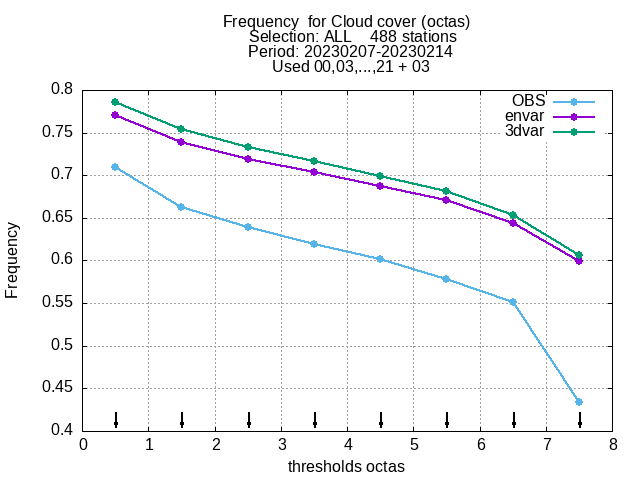 Frequency  for Cloud cover (octas)
Selection: ALL    488 stations
Period: 20230207-20230214
Used 00,03,...,21 + 03
OBS
envar
3dvar
0.8
0.75
0.7
0.65
0.6
0.55
0.5
0.45
0.4
Frequency
0 1 2 3 4 5 6 7 8
thresholds octas